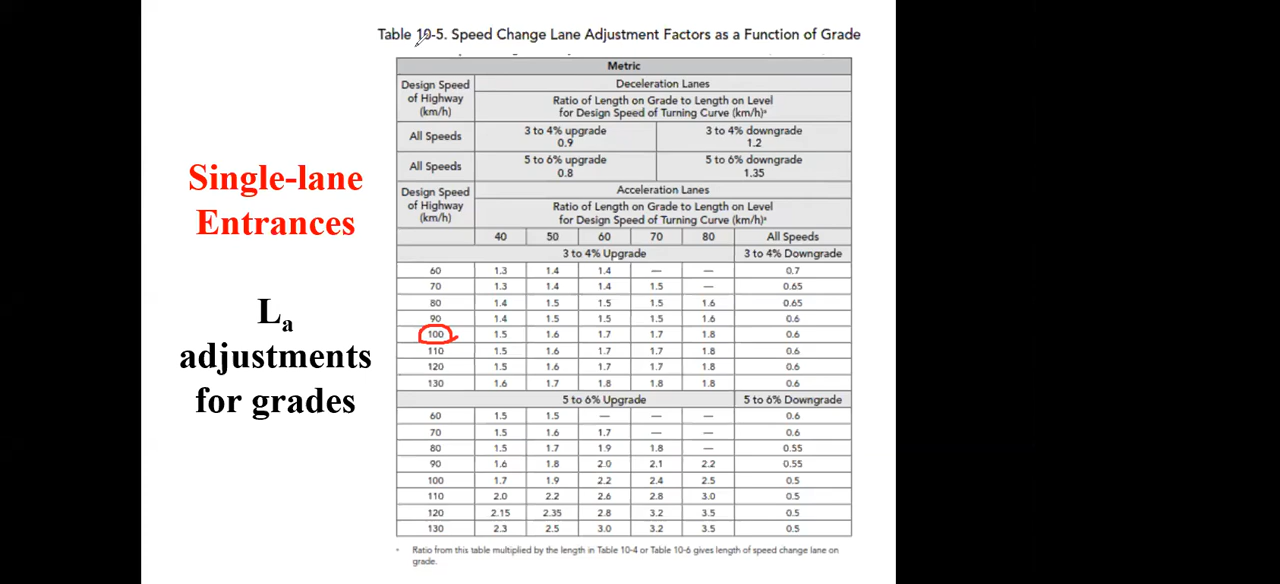 Table 10-5. Speed Change Lane Adjustment Factors as a Function of Grade
Single-lane
Entrances
La
adjustments
for grades
Metric
Design Speed of Highway (km/h) Deceleration Lanes
Ratio of Length on Grade to Length on Level
for Design Speed of Turning Curve (km/h)ᵃ
All Speeds 3 to 4% upgrade 0.9 3 to 4% downgrade 1.2
All Speeds 5 to 6% upgrade 0.8 5 to 6% downgrade 1.35
Design Speed of Highway (km/h) Acceleration Lanes
Ratio of Length on Grade to Length on Level
for Design Speed of Turning Curve (km/h)ᵃ
40 50 60 70 80 All Speeds
3 to 4% Upgrade 3 to 4% Downgrade
60 1.3 1.4 1.4 — — 0.7
70 1.3 1.4 1.4 1.5 — 0.65
80 1.4 1.5 1.5 1.5 1.6 0.65
90 1.4 1.5 1.5 1.5 1.6 0.6
100 1.5 1.6 1.7 1.7 1.8 0.6
110 1.5 1.6 1.7 1.7 1.8 0.6
120 1.5 1.6 1.7 1.7 1.8 0.6
130 1.6 1.7 1.8 1.8 1.8 0.6
5 to 6% Upgrade 5 to 6% Downgrade
60 1.5 1.5 — — — 0.6
70 1.5 1.6 1.7 — — 0.6
80 1.5 1.7 1.9 1.8 — 0.55
90 1.6 1.8 2.0 2.1 2.2 0.55
100 1.7 1.9 2.2 2.4 2.5 0.5
110 2.0 2.2 2.6 2.8 3.0 0.5
120 2.15 2.35 2.8 3.2 3.5 0.5
130 2.3 2.5 3.0 3.2 3.5 0.5
ᵃ Ratio from this table multiplied by the length in Table 10-4 or Table 10-6 gives length of speed change lane on
grade.